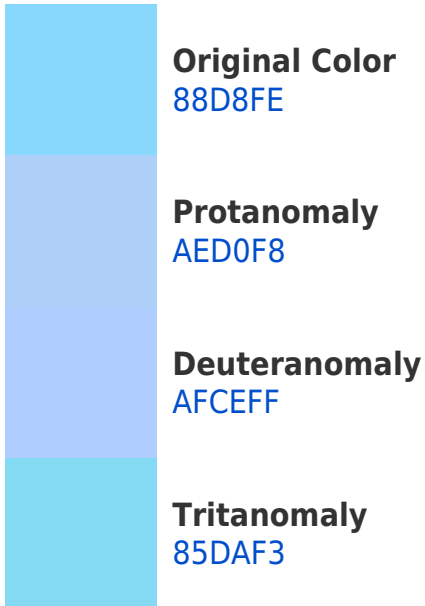 Original Color
88D8FE
Protanomaly
AED0F8
Deuteranomaly
AFCEFF
Tritanomaly
85DAF3